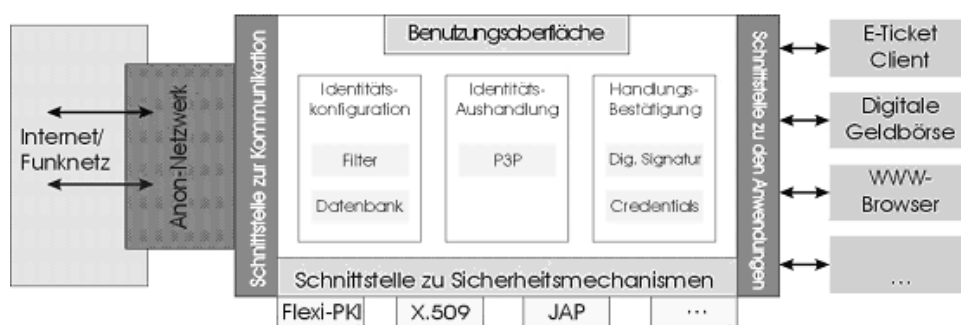 Internet/
Funknetz
Anon-Netzwerk
Schnittstelle zur Kommunikation
Benutzungsoberfläche
Identitäts-
konfiguration
Filter
Datenbank
Identitäts-
Aushandlung
P3P
Handlungs-
Bestätigung
Dig. Signatur
Credentials
Schnittstelle zu Sicherheitsmechanismen
Flexi-PKI
X.509
JAP
...
Schnittstelle zu den Anwendungen
E-Ticket
Client
Digitale
Geldbörse
WWW-
Browser
...